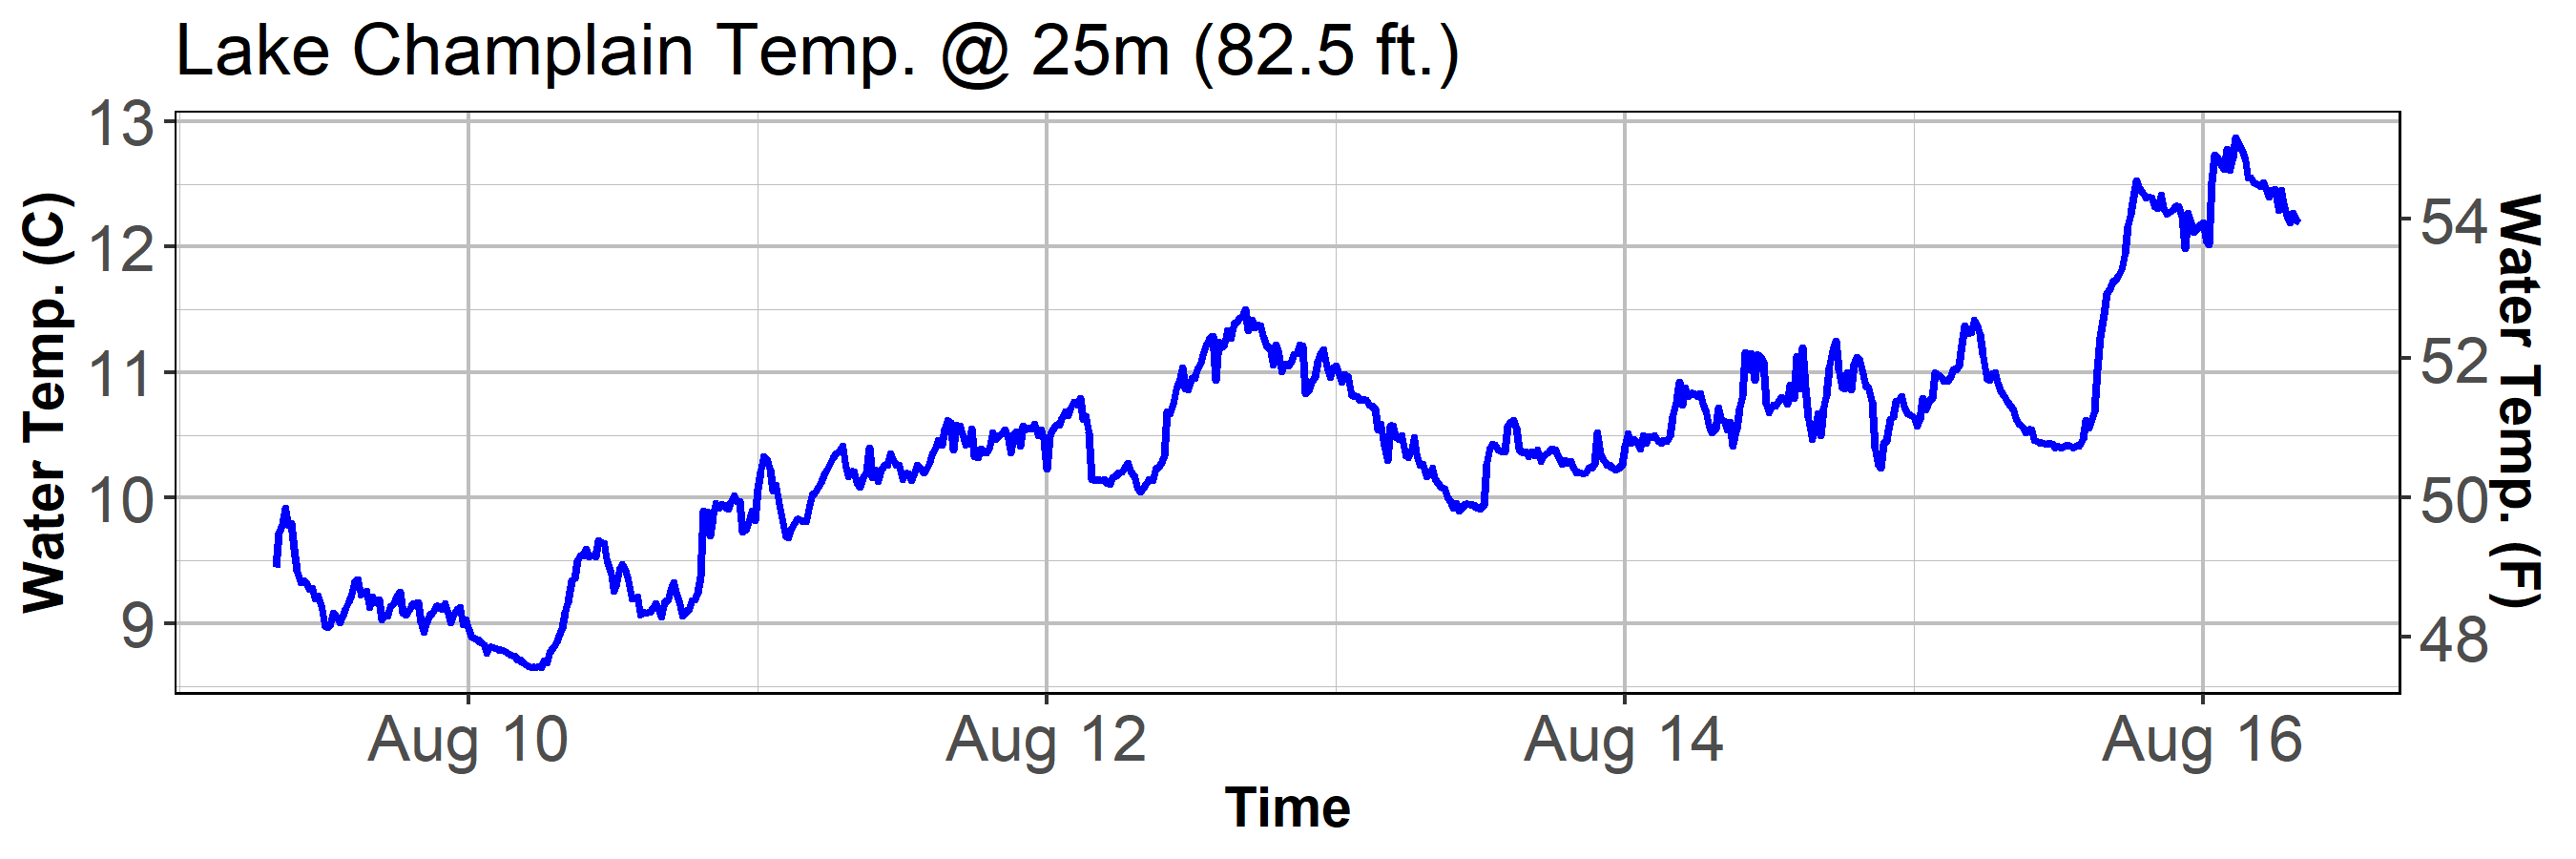 Lake Champlain Temp. @ 25m (82.5 ft.)
Water Temp. (C)
13
12
11
10
9
54
52
50
48
Water Temp. (F)
Aug 10 Aug 12 Aug 14 Aug 16
Time